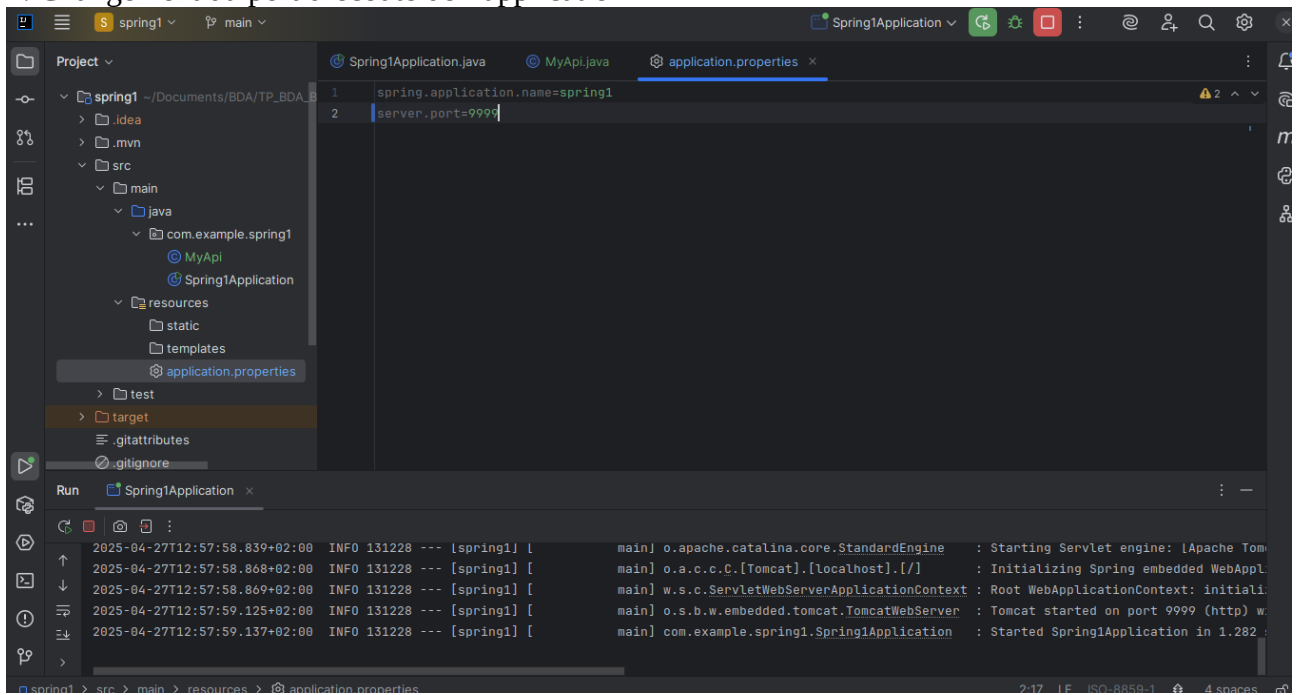 spring1
main
Spring1Application
Project
Spring1Application.java
MyApi.java
application.properties
spring1 ~/Documents/BDA/TP_BDA_B
.idea
.mvn
src
main
java
com.example.spring1
MyApi
Spring1Application
resources
static
templates
application.properties
test
target
.gitattributes
.gitignore
1 spring.application.name=spring1
2 server.port=9999
2
Run
Spring1Application
2025-04-27T12:57:58.839+02:00 INFO 131228 --- [spring1] [ main] o.apache.catalina.core.StandardEngine : Starting Servlet engine: [Apache Tom
2025-04-27T12:57:58.868+02:00 INFO 131228 --- [spring1] [ main] o.a.c.c.C.[Tomcat].[localhost].[/] : Initializing Spring embedded WebAppl
2025-04-27T12:57:58.869+02:00 INFO 131228 --- [spring1] [ main] w.s.c.ServletWebServerApplicationContext : Root WebApplicationContext: initiali
2025-04-27T12:57:59.125+02:00 INFO 131228 --- [spring1] [ main] o.s.b.w.embedded.tomcat.TomcatWebServer : Tomcat started on port 9999 (http) w
2025-04-27T12:57:59.137+02:00 INFO 131228 --- [spring1] [ main] com.example.spring1.Spring1Application : Started Spring1Application in 1.282
spring1 > src > main > resources > application.properties
2:17 LF ISO-8859-1 4 spaces